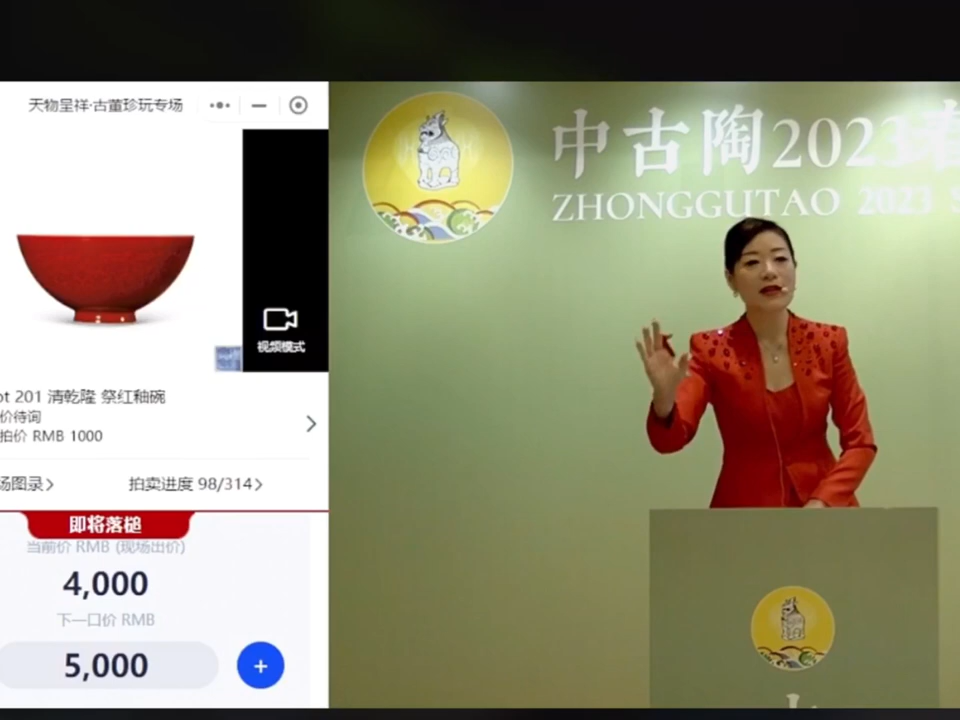 天物呈祥·古董珍玩专场
视频模式
ot 201 清乾隆 祭红釉碗
价待询
拍价 RMB 1000
场图录
拍卖进度 98/314
即将落槌
当前价 RMB (现场出价)
4,000
下一口价 RMB
5,000
+
中古陶2023春
ZHONGGUTAO 2023 S